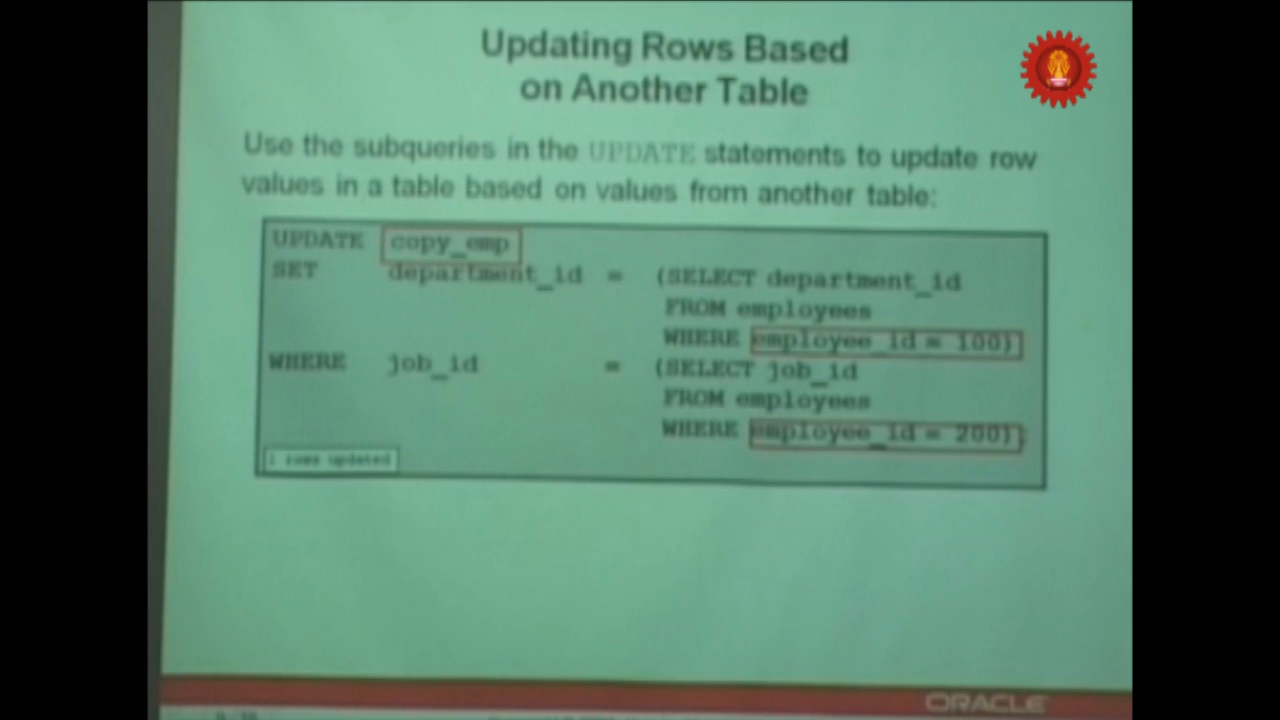 Updating Rows Based
on Another Table
Use the subqueries in the UPDATE statements to update row
values in a table based on values from another table:
UPDATE copy_emp
SET department_id = (SELECT department_id
FROM employees
WHERE employee_id = 100)
WHERE job_id = (SELECT job_id
FROM employees
WHERE employee_id = 200);
rows updated
ORACLE